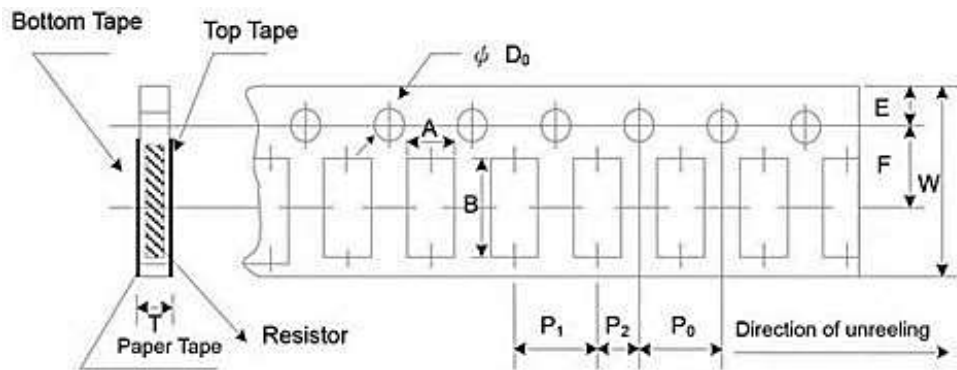 Bottom Tape
Top Tape
ψ D₀
A
B
E
F
W
T
Paper Tape
Resistor
P₁
P₂
P₀
Direction of unreeling